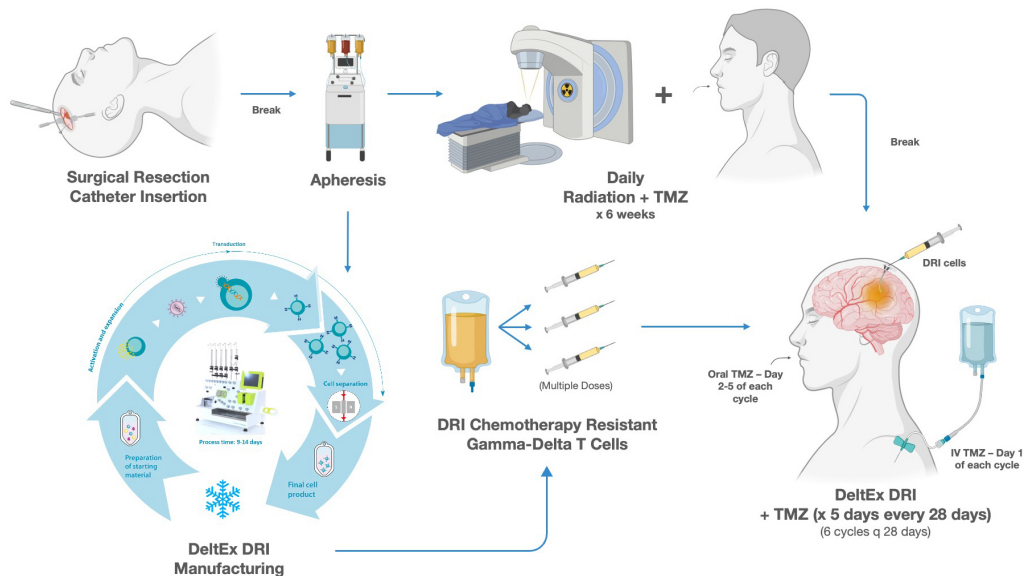 Break
Surgical Resection
Catheter Insertion
Apheresis
Daily
Radiation + TMZ
x 6 weeks
+
Break
Transduction
Activation and expansion
Cell separation
Process time: 9-14 days
Preparation
of starting
material
Final cell
product
DeltEx DRI
Manufacturing
(Multiple Doses)
DRI Chemotherapy Resistant
Gamma-Delta T Cells
DRI cells
Oral TMZ – Day
2-5 of each
cycle
IV TMZ – Day 1
of each cycle
DeltEx DRI
+ TMZ (x 5 days every 28 days)
(6 cycles q 28 days)